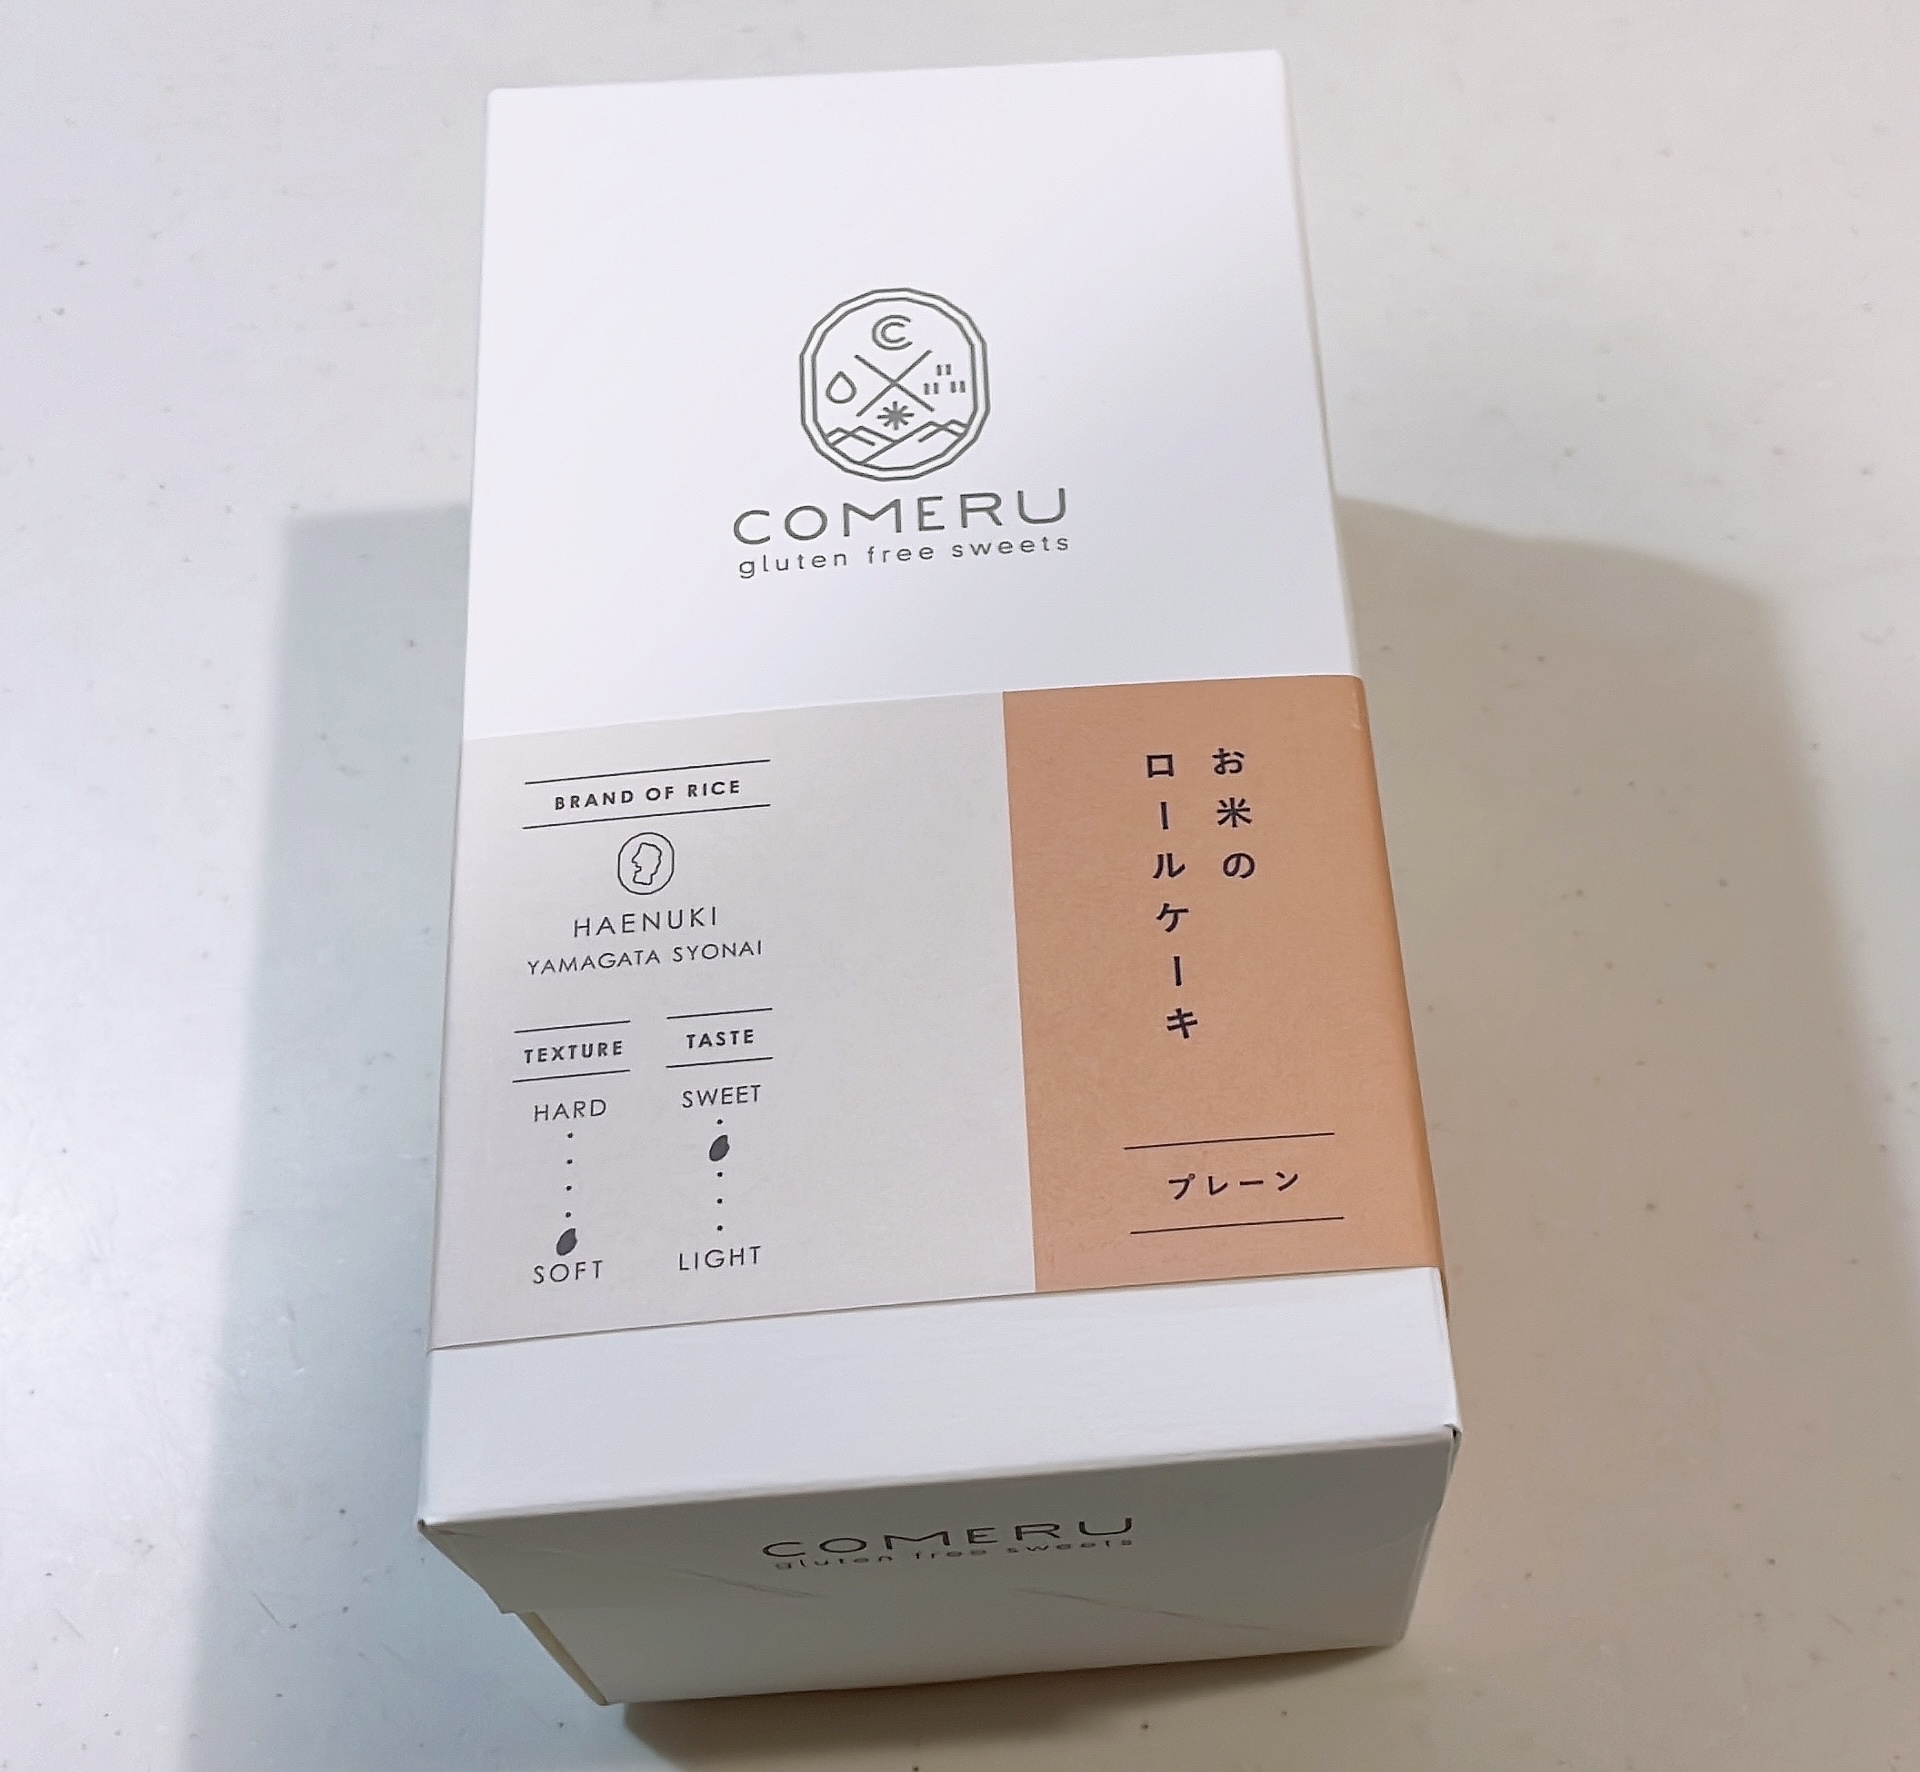 COMERU
gluten free sweets
BRAND OF RICE
HAENUKI
YAMAGATA SYONAI
TEXTURE
HARD
SOFT
TASTE
SWEET
LIGHT
お米の
ロールケーキ
プレーン
COMERU
gluten free sweets